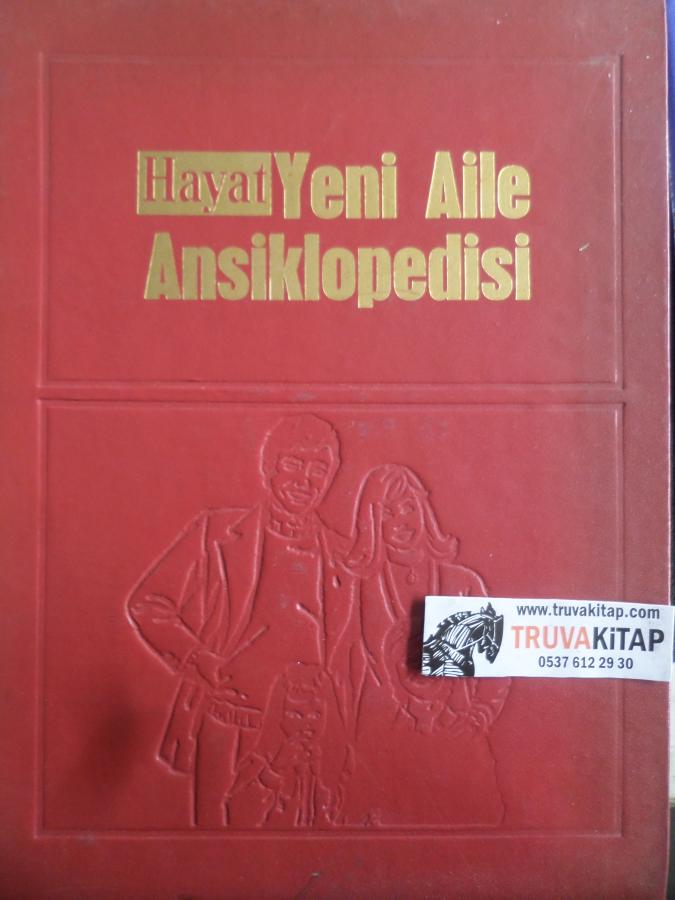 Hayat Yeni Aile
Ansiklopedisi
www.truvakitap.com
TRUVAKiTAP
0537 612 29 30